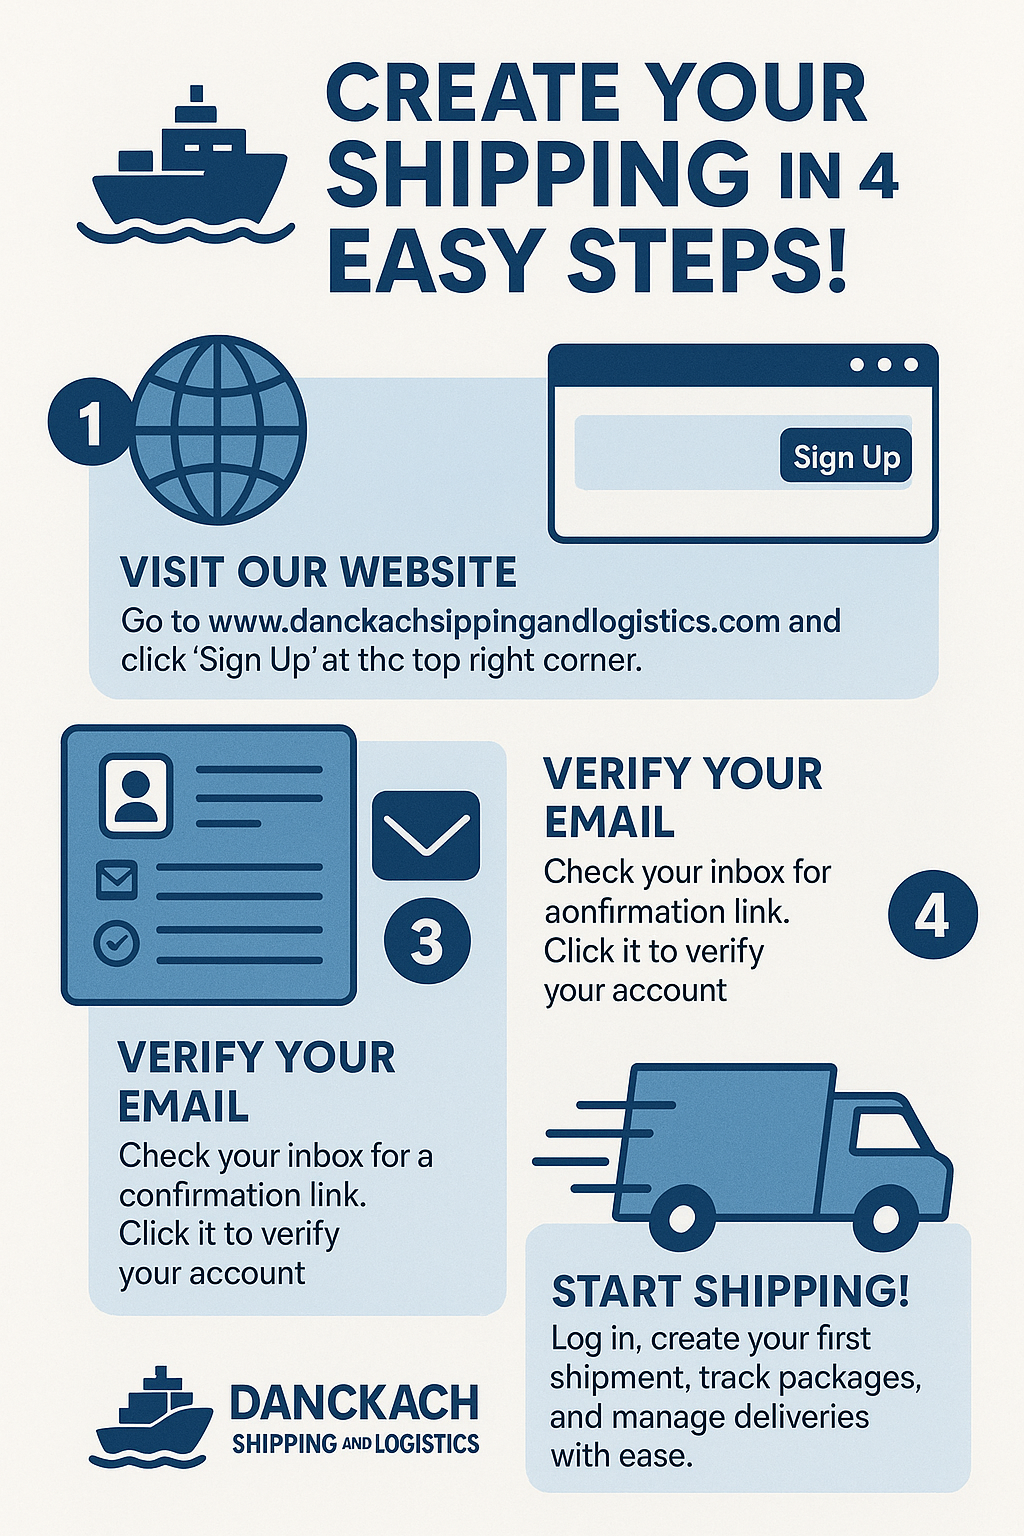 CREATE YOUR
SHIPPING IN 4
EASY STEPS!
1
Sign Up
VISIT OUR WEBSITE
Go to www.danckachsippingandlogistics.com and
click ‘Sign Up’ at thc top right corner.
3
VERIFY YOUR
EMAIL
Check your inbox for a
confirmation link.
Click it to verify
your account
VERIFY YOUR
EMAIL
Check your inbox for
aonfirmation link.
Click it to verify
your account
4
START SHIPPING!
Log in, create your first
shipment, track packages,
and manage deliveries
with ease.
DANCKACH
SHIPPING AND LOGISTICS